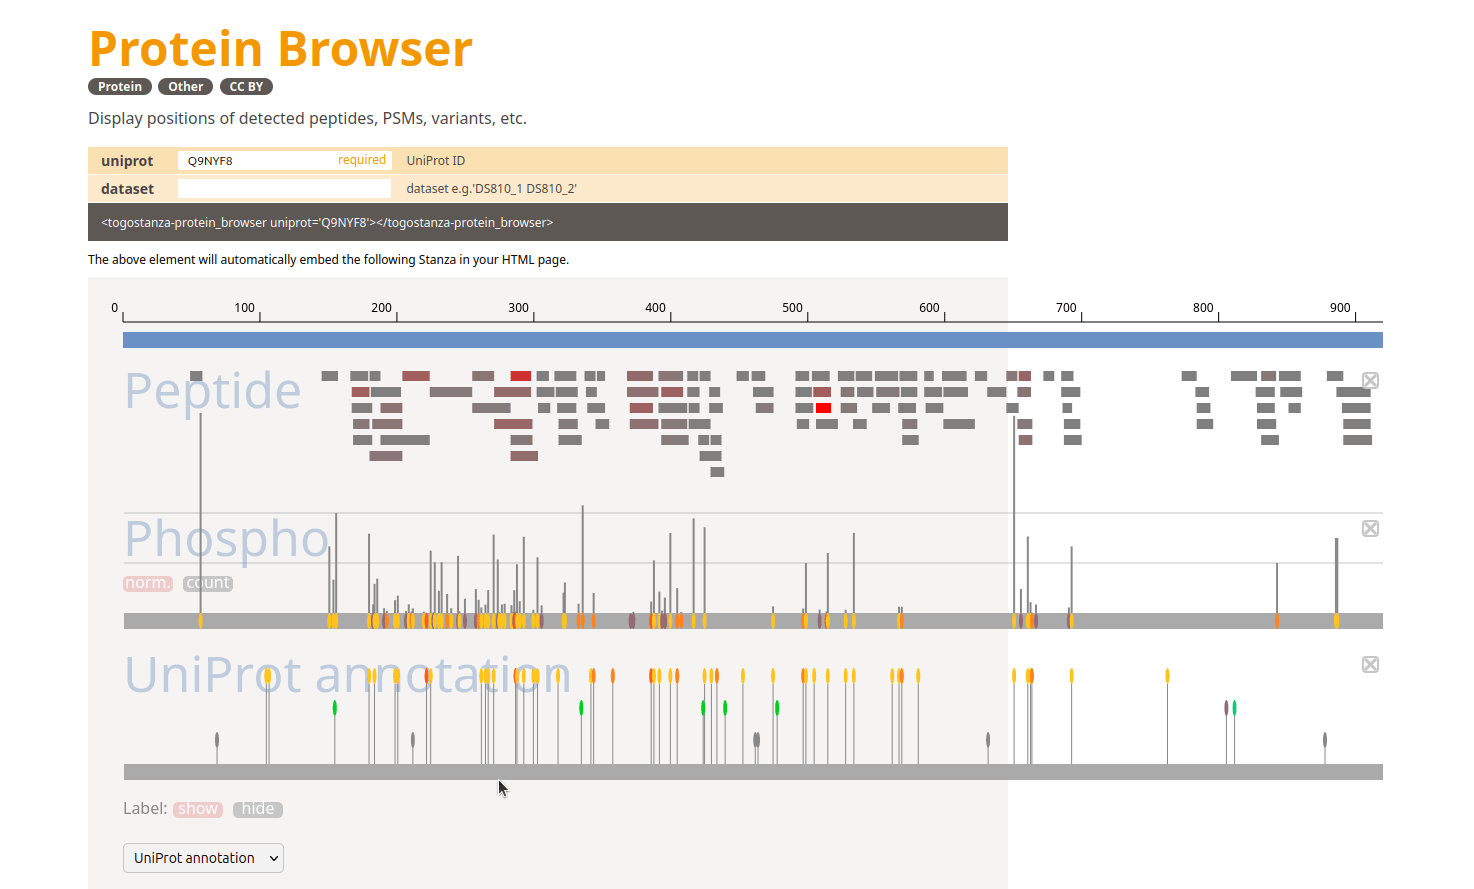 Protein Browser
Protein Other CC BY
Display positions of detected peptides, PSMs, variants, etc.
uniprot Q9NYF8 required UniProt ID
dataset dataset e.g.'DS810_1 DS810_2'
<togostanza-protein_browser uniprot='Q9NYF8'></togostanza-protein_browser>
The above element will automatically embed the following Stanza in your HTML page.
0 100 200 300 400 500 600 700 800 900
Peptide
Phospho
norm. count
UniProt annotation
Label: show hide
UniProt annotation